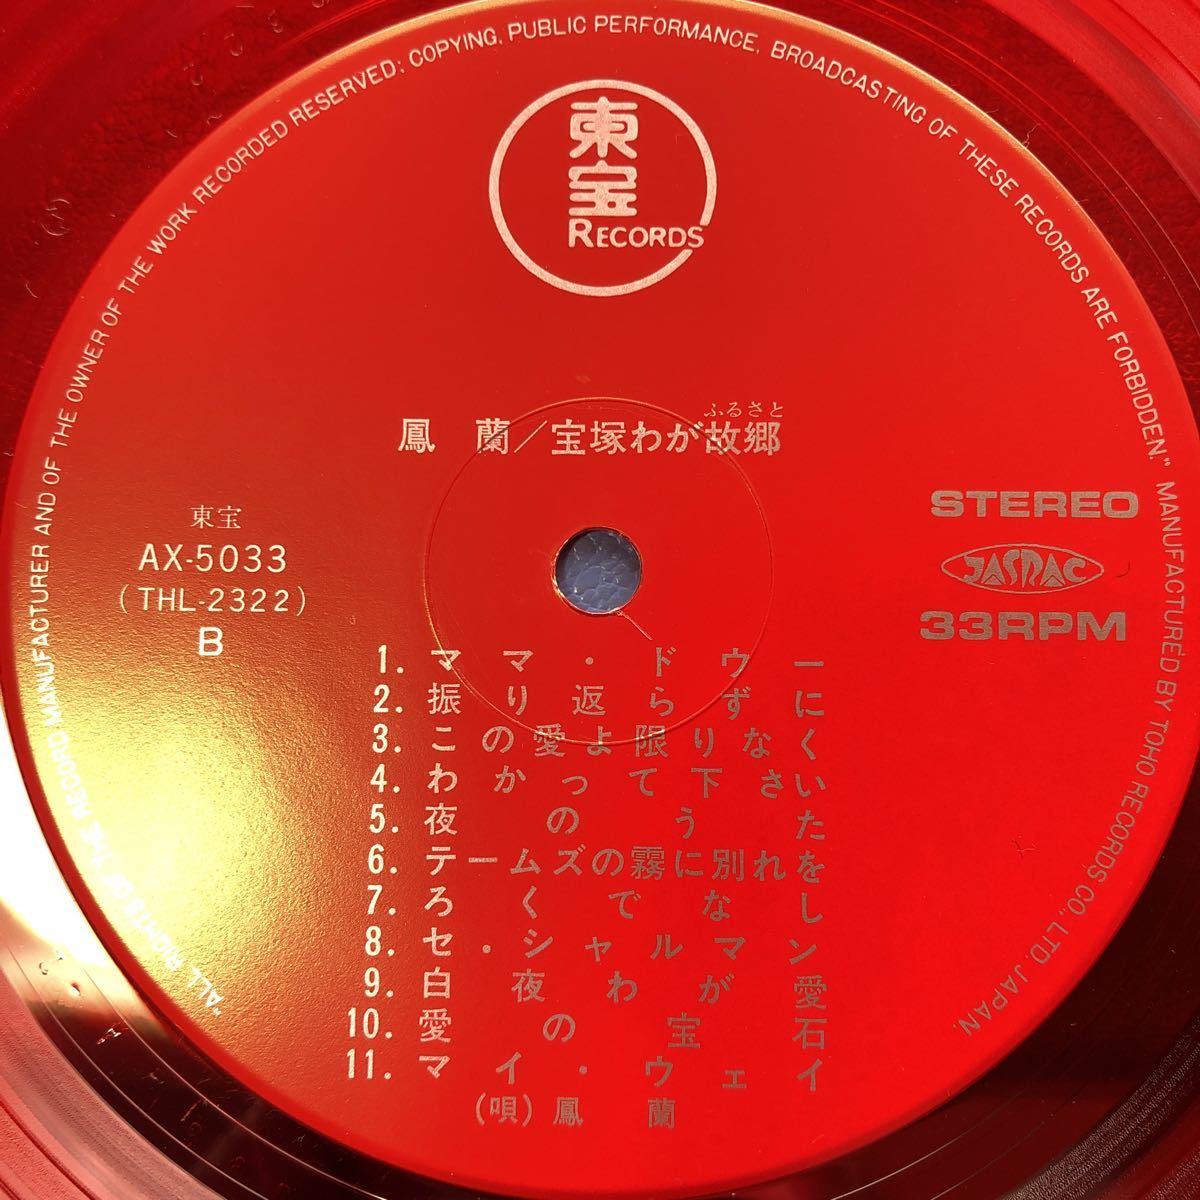 "ALL RIGHTS OF THE RECORD MANUFACTURER AND OF THE OWNER OF THE WORK RECORDED RESERVED; COPYING, PUBLIC PERFORMANCE, BROADCASTING OF THESE RECORDS ARE FORBIDDEN." MANUFACTURED BY TOHO RECORDS CO., LTD. JAPAN.
東宝
RECORDS
ふるさと
鳳 蘭/宝塚わが故郷
東宝
AX-5033
(THL-2322)
B
STEREO
JASRAC
33RPM
1. ママ・ドゥー
2. 振り返らずに
3. この愛よ限りなく
4. わかって下さい
5. 夜のうた
6. テームズの霧に別れを
7. ろくでなし
8. セ・シャルマン
9. 白夜わが愛
10. 愛の宝石
11. マイ・ウェイ
(唄) 鳳 蘭